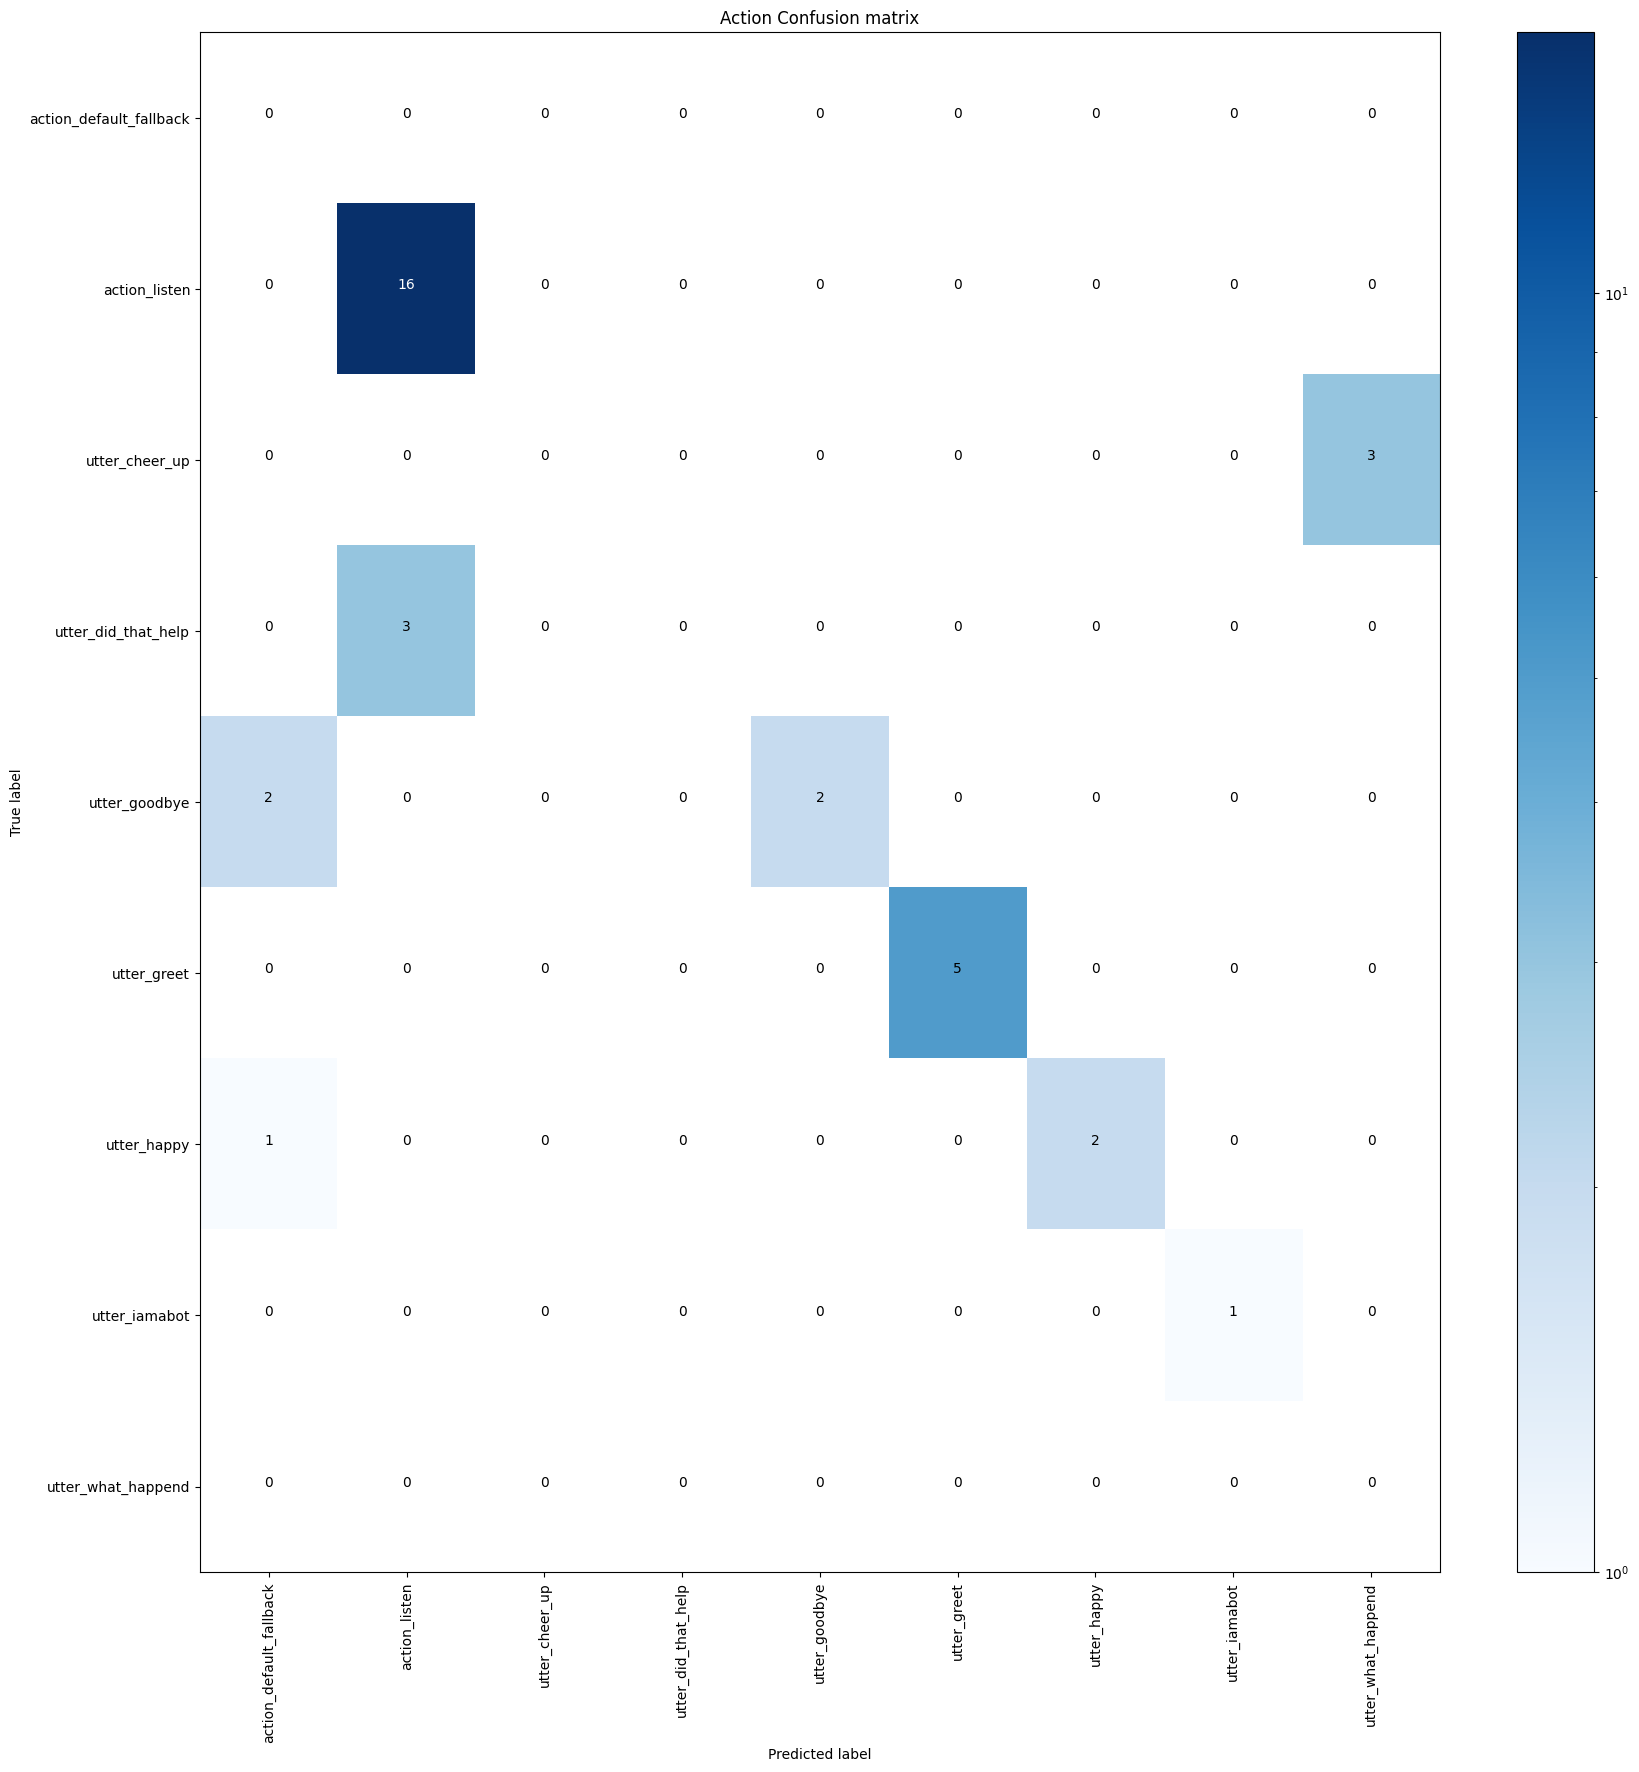 Action Confusion matrix
action_default_fallback 0 0 0 0 0 0 0 0 0
action_listen 0 16 0 0 0 0 0 0 0
utter_cheer_up 0 0 0 0 0 0 0 0 3
utter_did_that_help 0 3 0 0 0 0 0 0 0
utter_goodbye 2 0 0 0 2 0 0 0 0
utter_greet 0 0 0 0 0 5 0 0 0
utter_happy 1 0 0 0 0 0 2 0 0
utter_iamabot 0 0 0 0 0 0 0 1 0
utter_what_happend 0 0 0 0 0 0 0 0 0
True label
action_default_fallback
action_listen
utter_cheer_up
utter_did_that_help
utter_goodbye
utter_greet
utter_happy
utter_iamabot
utter_what_happend
Predicted label
10¹
10⁰